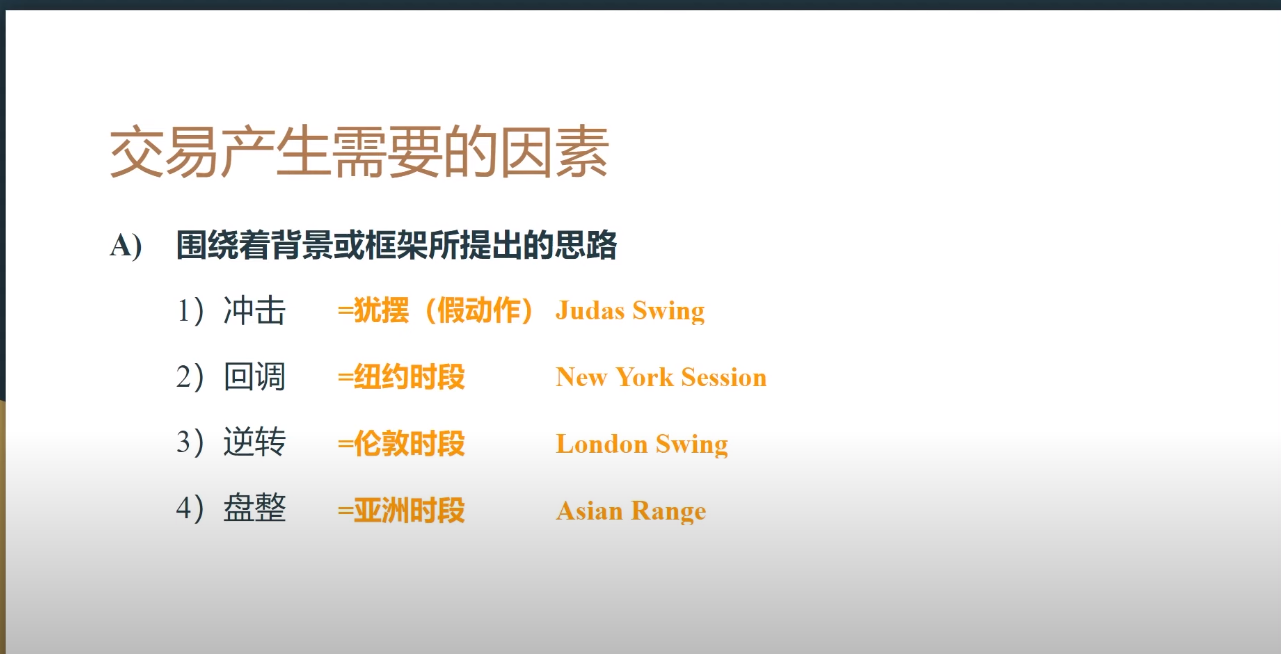 交易产生需要的因素
A) 围绕着背景或框架所提出的思路
1）冲击 =犹摆（假动作） Judas Swing
2）回调 =纽约时段 New York Session
3）逆转 =伦敦时段 London Swing
4）盘整 =亚洲时段 Asian Range